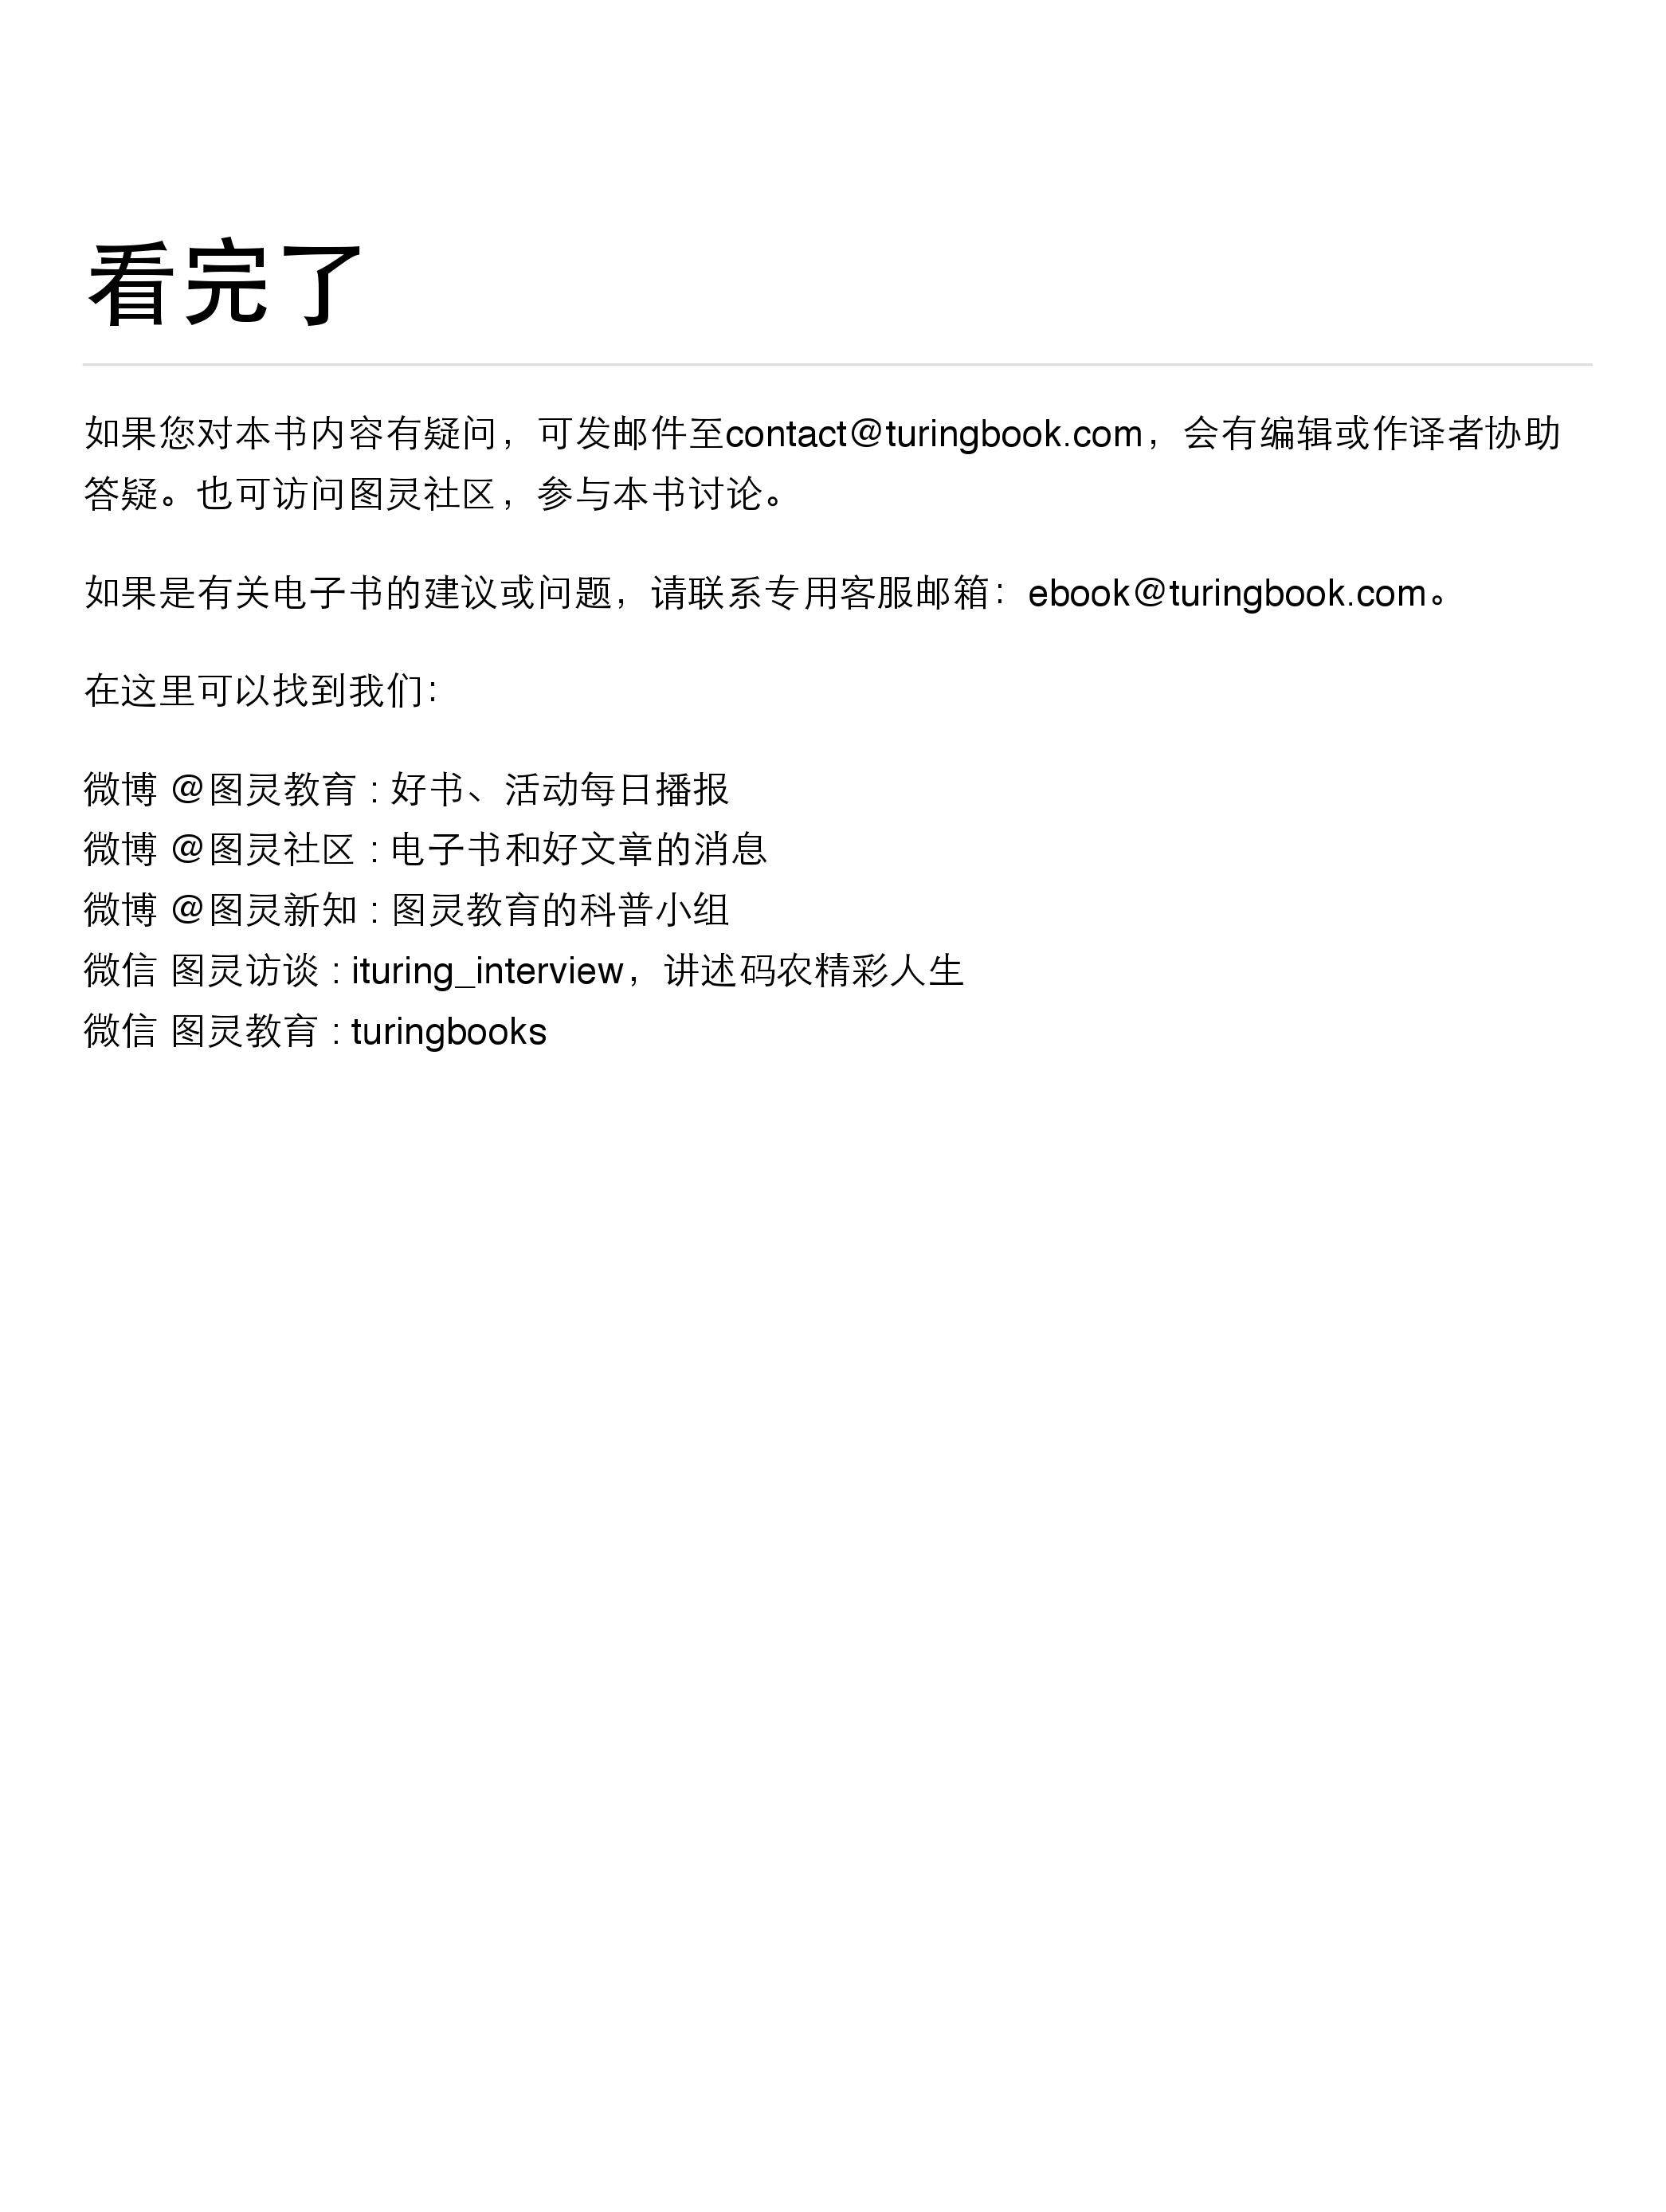 看完了
如果您对本书内容有疑问，可发邮件至contact@turingbook.com，会有编辑或作译者协助
答疑。也可访问图灵社区，参与本书讨论。
如果是有关电子书的建议或问题，请联系专用客服邮箱：ebook@turingbook.com。
在这里可以找到我们：
微博 @图灵教育 : 好书、活动每日播报
微博 @图灵社区 : 电子书和好文章的消息
微博 @图灵新知 : 图灵教育的科普小组
微信 图灵访谈 : ituring_interview，讲述码农精彩人生
微信 图灵教育 : turingbooks